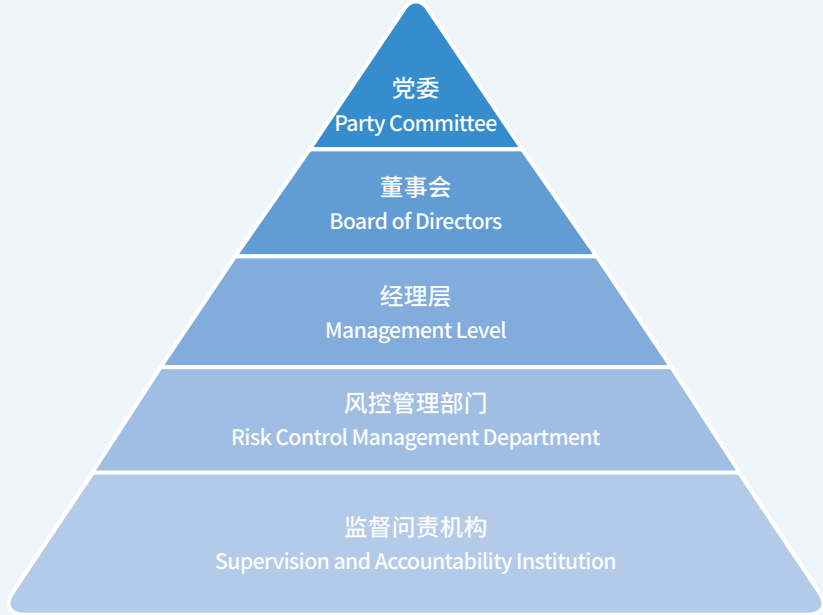 党委
Party Committee
董事会
Board of Directors
经理层
Management Level
风控管理部门
Risk Control Management Department
监督问责机构
Supervision and Accountability Institution